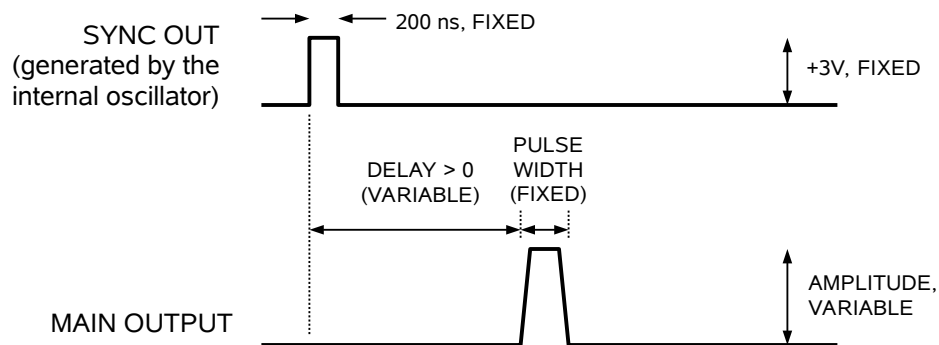 200 ns, FIXED
SYNC OUT
(generated by the
internal oscillator)
+3V, FIXED
DELAY > 0
(VARIABLE)
PULSE
WIDTH
(FIXED)
AMPLITUDE,
VARIABLE
MAIN OUTPUT